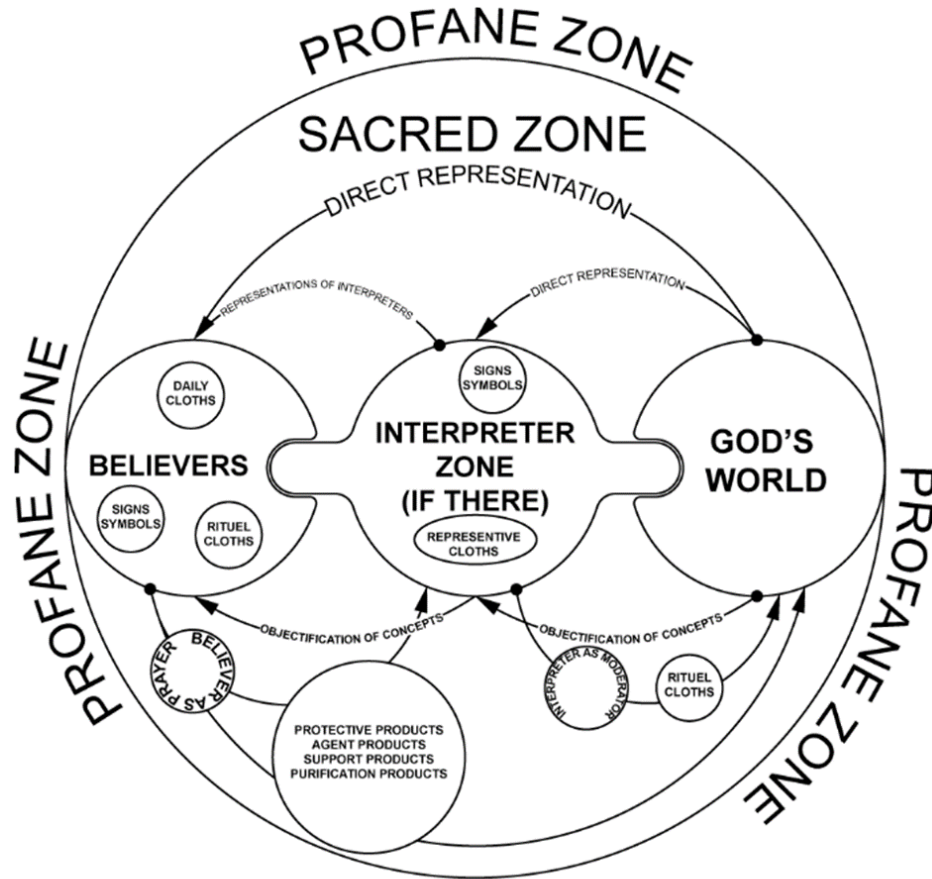 PROFANE ZONE
SACRED ZONE
DIRECT REPRESENTATION
REPRESENTATIONS OF INTERPRETERS
DIRECT REPRESENTATION
PROFANE ZONE
DAILY
CLOTHS
BELIEVERS
SIGNS
SYMBOLS
RITUEL
CLOTHS
SIGNS
SYMBOLS
INTERPRETER
ZONE
(IF THERE)
REPRESENTIVE
CLOTHS
GOD'S
WORLD
PROFANE ZONE
OBJECTIFICATION OF CONCEPTS
OBJECTIFICATION OF CONCEPTS
BELIEVER AS PRAYER
INTERPRETER AS MODERATOR
RITUEL
CLOTHS
PROTECTIVE PRODUCTS
AGENT PRODUCTS
SUPPORT PRODUCTS
PURIFICATION PRODUCTS